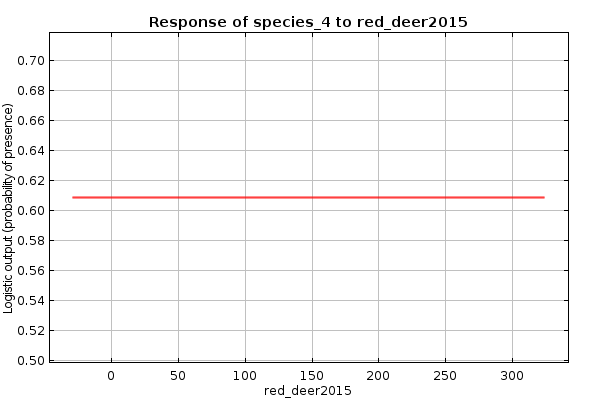 Response of species_4 to red_deer2015
Logistic output (probability of presence)
0.70
0.68
0.66
0.64
0.62
0.60
0.58
0.56
0.54
0.52
0.50
0 50 100 150 200 250 300
red_deer2015